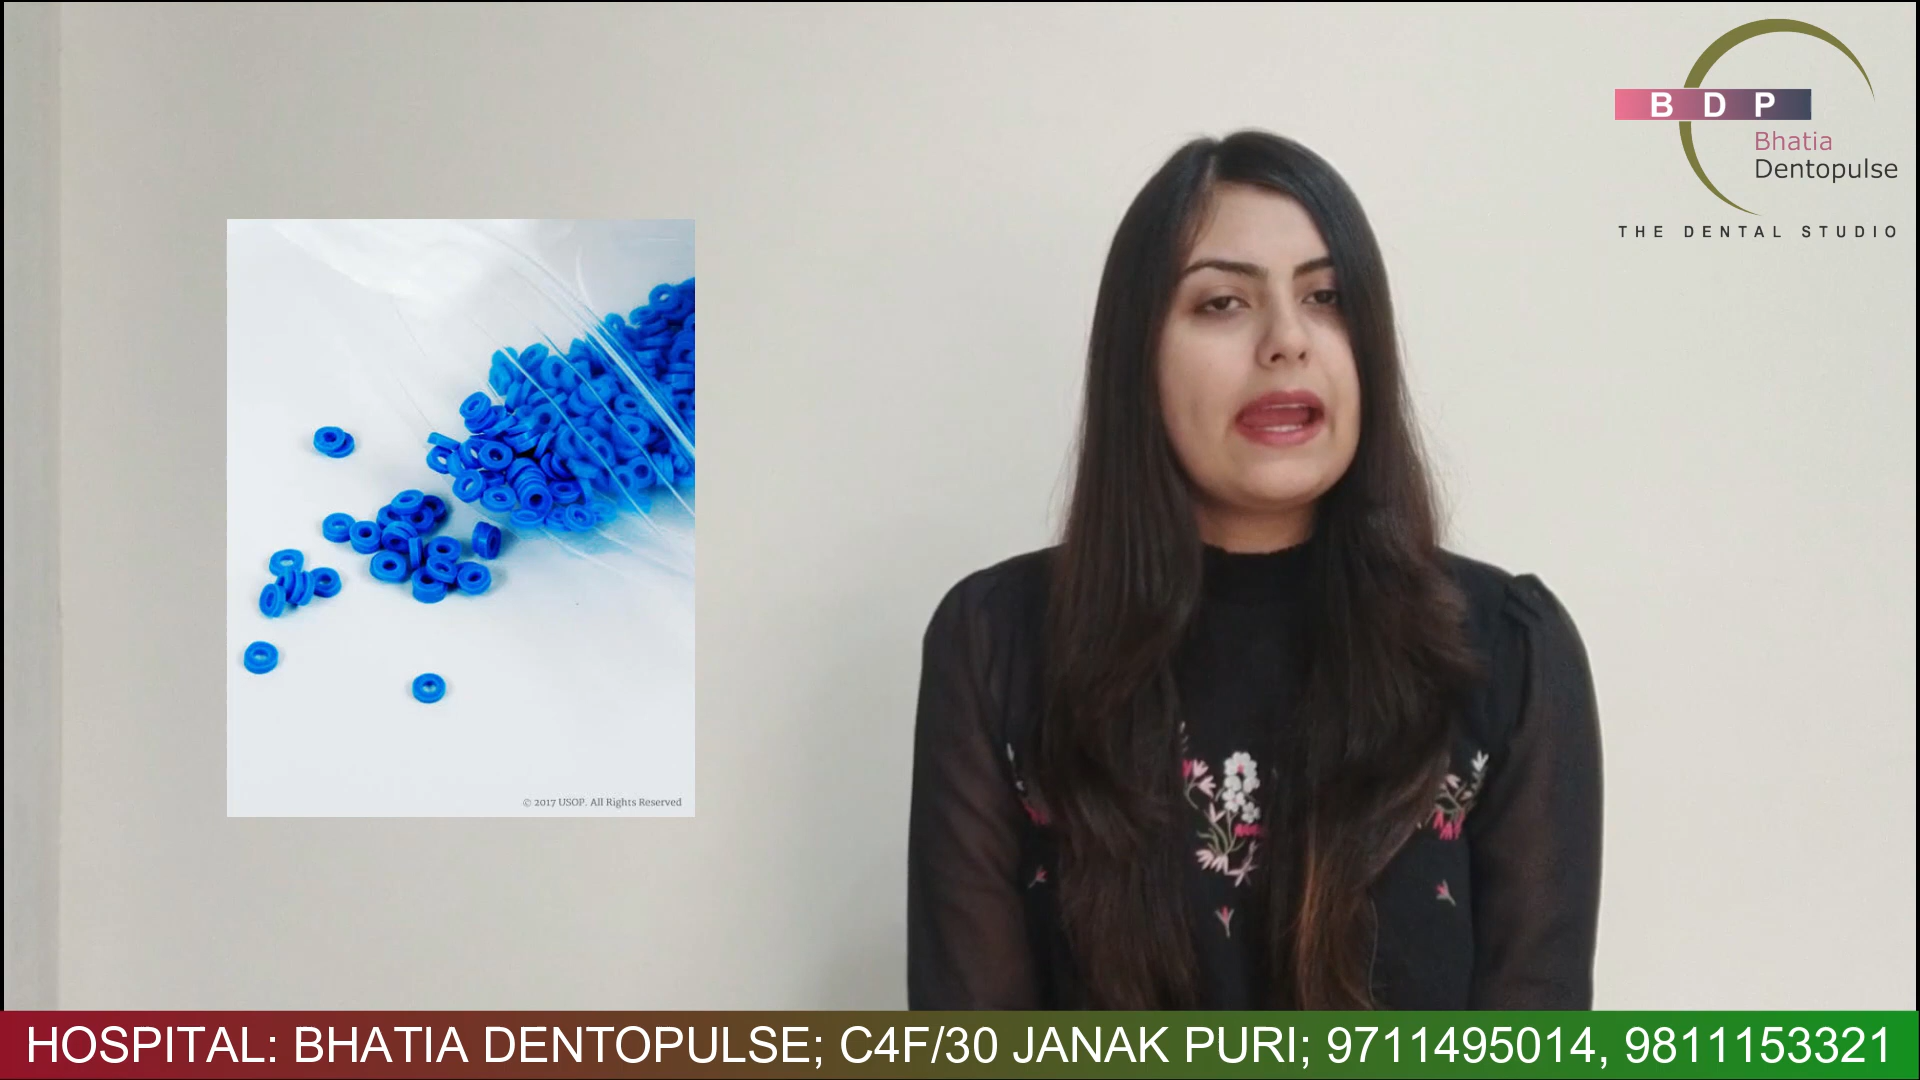 B D P
Bhatia
Dentopulse
THE DENTAL STUDIO
© 2017 USOP. All Rights Reserved
HOSPITAL: BHATIA DENTOPULSE; C4F/30 JANAK PURI; 9711495014, 9811153321